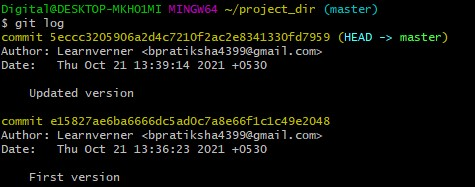 Digital@DESKTOP-MKHO1MI MINGW64 ~/project_dir (master)
$ git log
commit 5eccc3205906a2d4c7210f2ac2e8341330fd7959 (HEAD -> master)
Author: Learnverner <bpratiksha4399@gmail.com>
Date:   Thu Oct 21 13:39:14 2021 +0530
Updated version
commit e15827ae6ba6666dc5ad0c7a8e66f1c1c49e2048
Author: Learnverner <bpratiksha4399@gmail.com>
Date:   Thu Oct 21 13:36:23 2021 +0530
First version